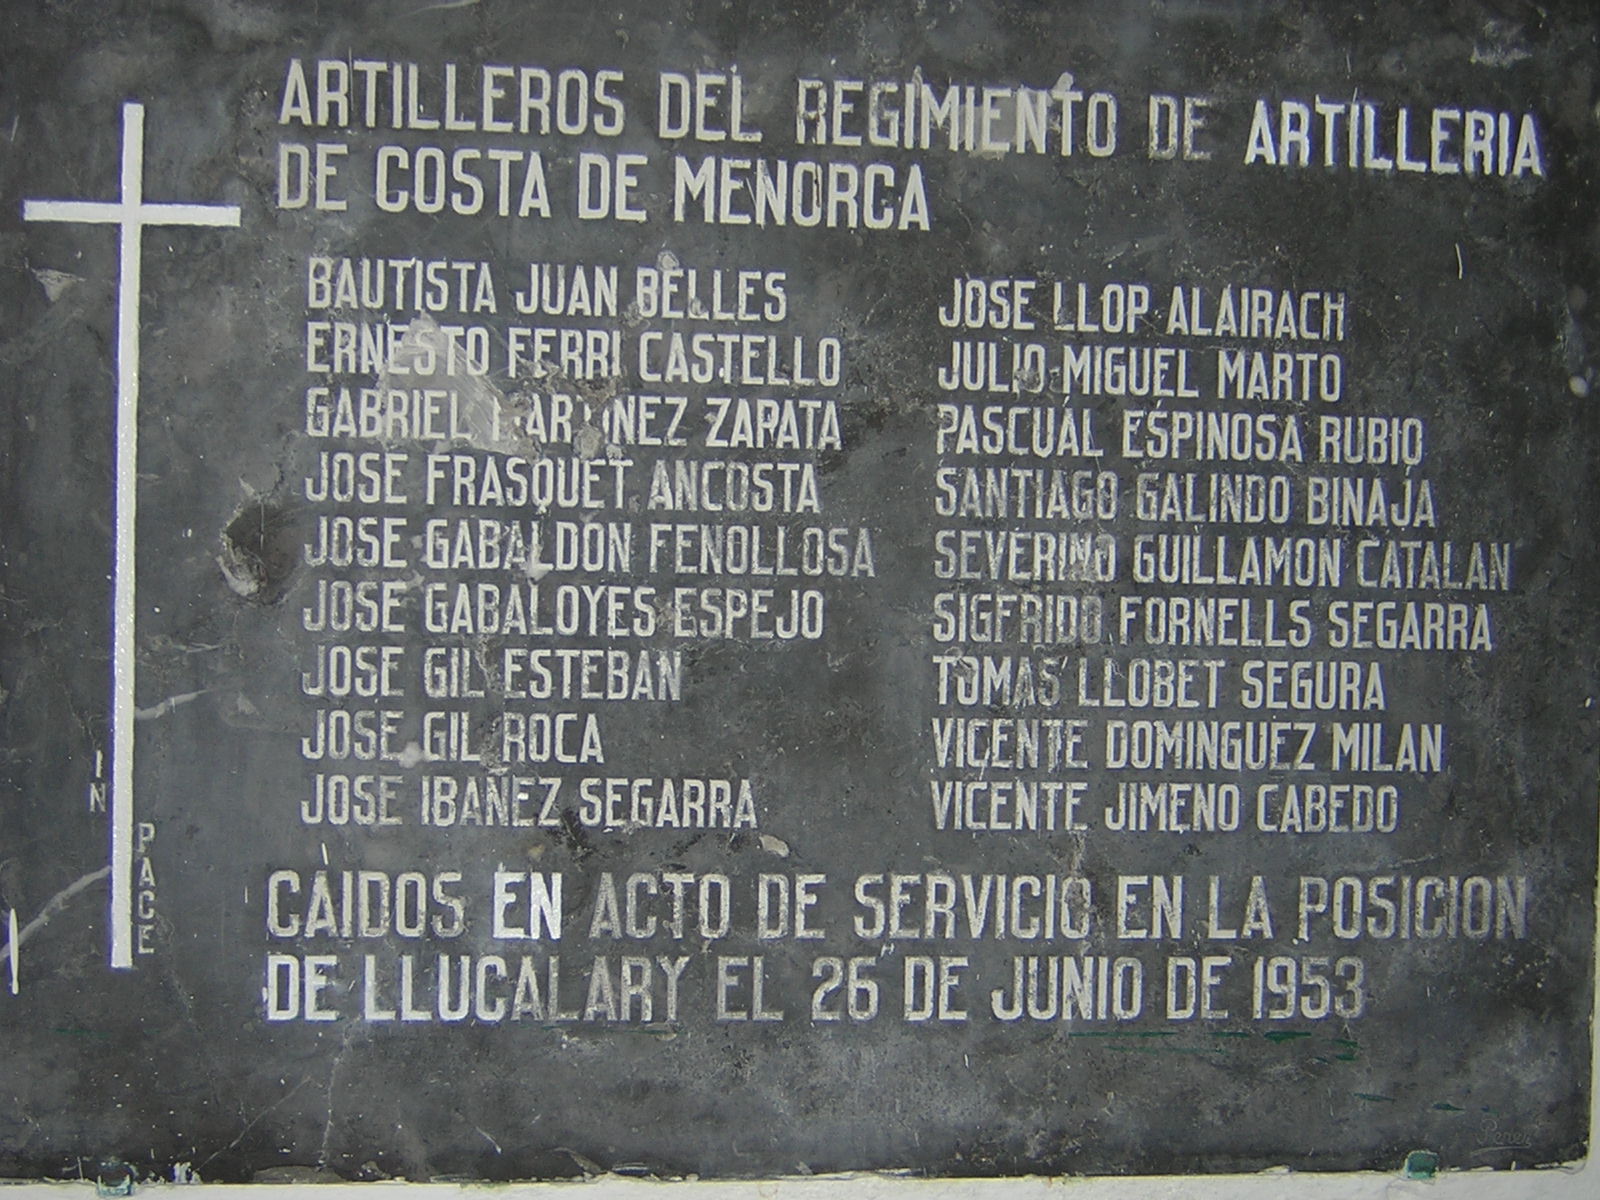 ARTILLEROS DEL REGIMIENTO DE ARTILLERIA
DE COSTA DE MENORCA
BAUTISTA JUAN BELLES
ERNESTO FERRI CASTELLO
GABRIEL MARTINEZ ZAPATA
JOSE FRASQUET ANCOSTA
JOSE GABALDON FENOLLOSA
JOSE GABALOYES ESPEJO
JOSE GIL ESTEBAN
JOSE GIL ROCA
JOSE IBAÑEZ SEGARRA
JOSE LLOP ALAIRACH
JULIO MIGUEL MARTO
PASCUAL ESPINOSA RUBIO
SANTIAGO GALINDO BINAJA
SEVERINO GUILLAMON CATALAN
SIGFRIDO FORNELLS SEGARRA
TOMAS LLOBET SEGURA
VICENTE DOMINGUEZ MILAN
VICENTE JIMENO CABEDO
IN
PACE
CAIDOS EN ACTO DE SERVICIO EN LA POSICION
DE LLUCALARY EL 26 DE JUNIO DE 1953
Perez